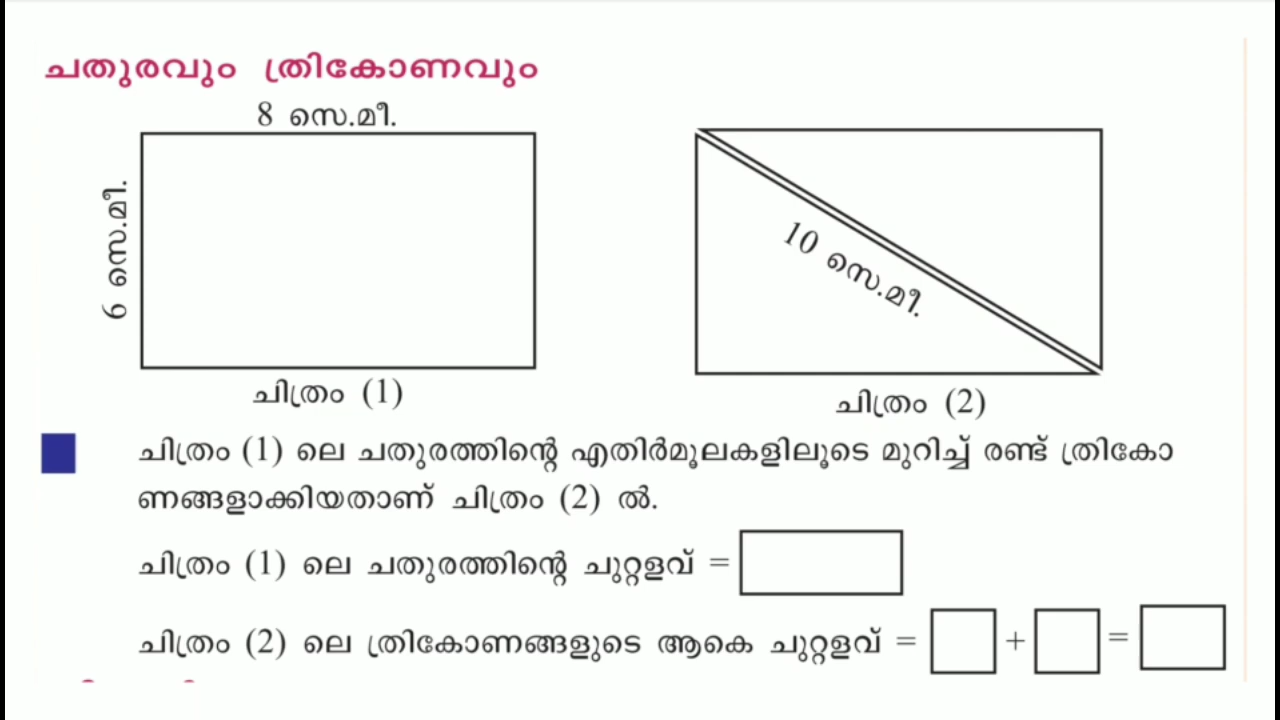 ചതുരവും ത്രികോണവും
8 സെ.മീ.
6 സെ.മീ.
10 സെ.മീ.
ചിത്രം (1)
ചിത്രം (2)
ചിത്രം (1) ലെ ചതുരത്തിന്റെ എതിർമൂലകളിലൂടെ മുറിച്ച് രണ്ട് ത്രികോ
ണങ്ങളാക്കിയതാണ് ചിത്രം (2) ൽ.
ചിത്രം (1) ലെ ചതുരത്തിന്റെ ചുറ്റളവ് =
ചിത്രം (2) ലെ ത്രികോണങ്ങളുടെ ആകെ ചുറ്റളവ് = + =